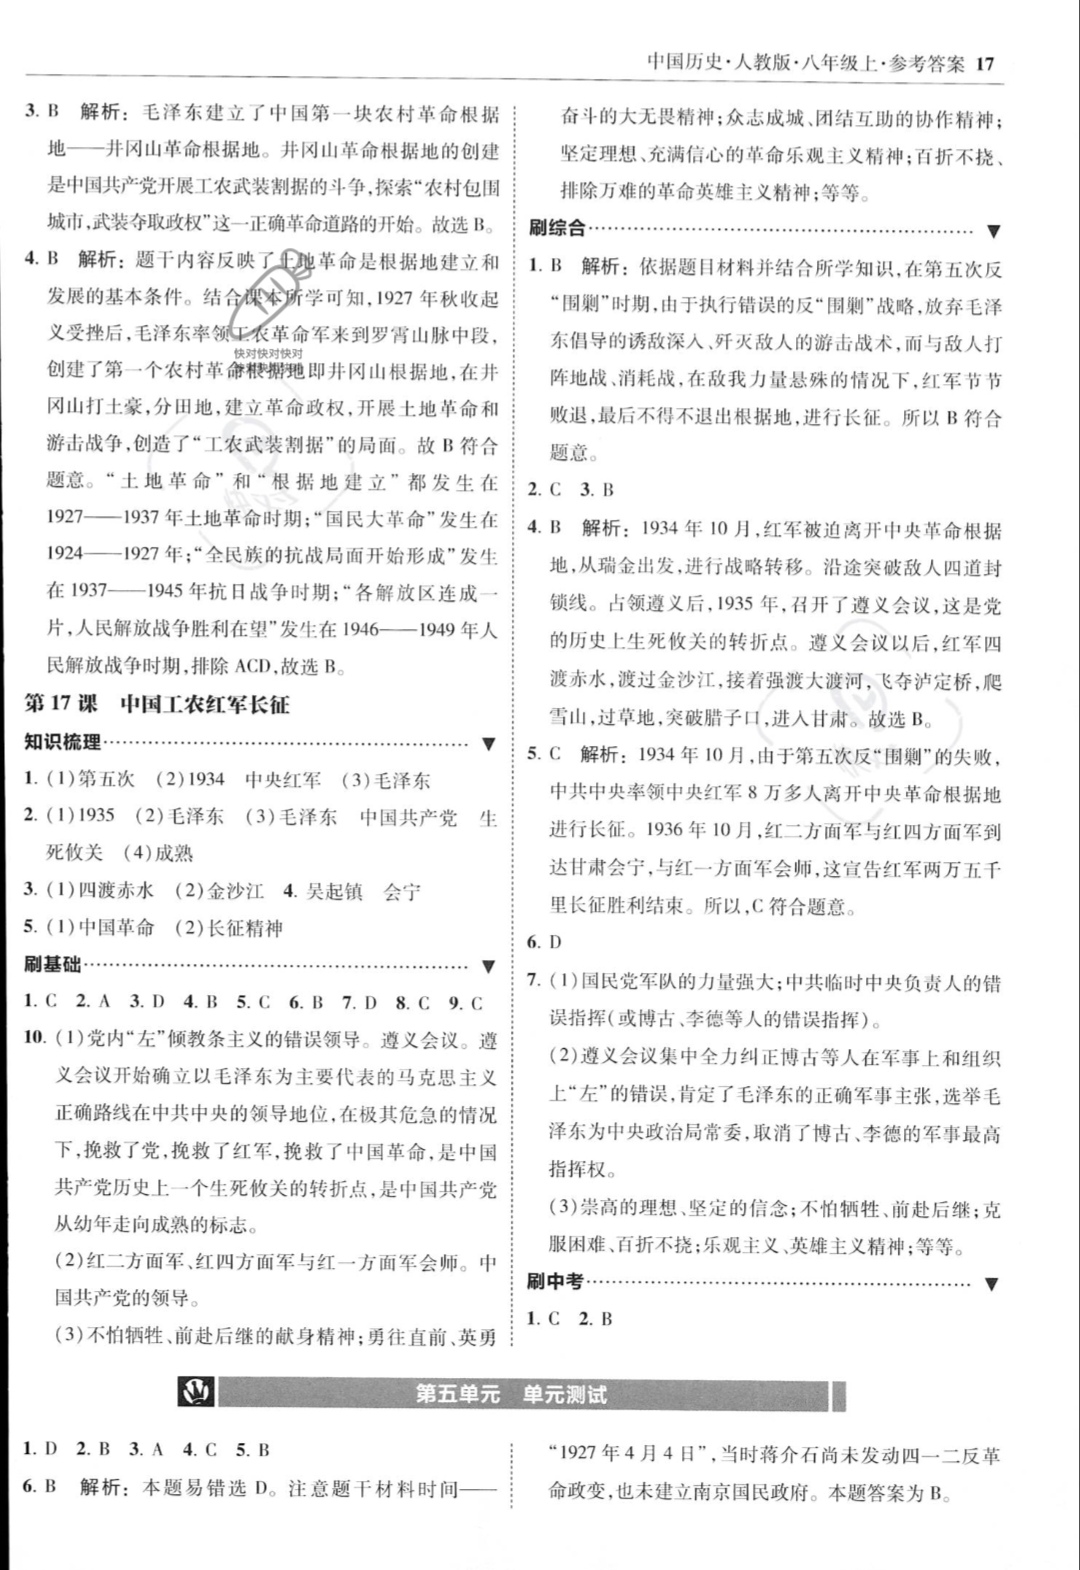 中国历史·人教版·八年级上·参考答案 17
3. B 解析：毛泽东建立了中国第一块农村革命根据
地——井冈山革命根据地。井冈山革命根据地的创建
是中国共产党开展工农武装割据的斗争,探索“农村包围
城市,武装夺取政权”这一正确革命道路的开始。故选 B。
4. B 解析：题干内容反映了土地革命是根据地建立和
发展的基本条件。结合课本所学可知,1927 年秋收起
义受挫后,毛泽东率领工农革命军来到罗霄山脉中段,
创建了第一个农村革命根据地即井冈山根据地,在井
冈山打土豪,分田地,建立革命政权,开展土地革命和
游击战争,创造了“工农武装割据”的局面。故 B 符合
题意。“土地革命”和“根据地建立”都发生在
1927——1937 年土地革命时期;“国民大革命”发生在
1924——1927 年;“全民族的抗战局面开始形成”发生
在 1937——1945 年抗日战争时期;“各解放区连成一
片,人民解放战争胜利在望”发生在 1946——1949 年人
民解放战争时期,排除 ACD,故选 B。
第 17 课 中国工农红军长征
知识梳理
1. (1)第五次 (2)1934 中央红军 (3)毛泽东
2. (1)1935 (2)毛泽东 (3)毛泽东 中国共产党 生
死攸关 (4)成熟
3. (1)四渡赤水 (2)金沙江 4. 吴起镇 会宁
5. (1)中国革命 (2)长征精神
刷基础
1. C 2. A 3. D 4. B 5. C 6. B 7. D 8. C 9. C
10. (1)党内“左”倾教条主义的错误领导。遵义会议。遵
义会议开始确立以毛泽东为主要代表的马克思主义
正确路线在中共中央的领导地位,在极其危急的情况
下,挽救了党,挽救了红军,挽救了中国革命,是中国
共产党历史上一个生死攸关的转折点,是中国共产党
从幼年走向成熟的标志。
(2)红二方面军、红四方面军与红一方面军会师。中
国共产党的领导。
(3)不怕牺牲、前赴后继的献身精神;勇往直前、英勇
奋斗的大无畏精神;众志成城、团结互助的协作精神;
坚定理想、充满信心的革命乐观主义精神;百折不挠、
排除万难的革命英雄主义精神;等等。
刷综合
1. B 解析：依据题目材料并结合所学知识,在第五次反
“围剿”时期,由于执行错误的反“围剿”战略,放弃毛泽
东倡导的诱敌深入、歼灭敌人的游击战术,而与敌人打
阵地战、消耗战,在敌我力量悬殊的情况下,红军节节
败退,最后不得不退出根据地,进行长征。所以 B 符合
题意。
2. C 3. B
4. B 解析：1934 年 10 月,红军被迫离开中央革命根据
地,从瑞金出发,进行战略转移。沿途突破敌人四道封
锁线。占领遵义后,1935 年,召开了遵义会议,这是党
的历史上生死攸关的转折点。遵义会议以后,红军四
渡赤水,渡过金沙江,接着强渡大渡河,飞夺泸定桥,爬
雪山,过草地,突破腊子口,进入甘肃。故选 B。
5. C 解析：1934 年 10 月,由于第五次反“围剿”的失败,
中共中央率领中央红军 8 万多人离开中央革命根据地
进行长征。1936 年 10 月,红二方面军与红四方面军到
达甘肃会宁,与红一方面军会师,这宣告红军两万五千
里长征胜利结束。所以,C 符合题意。
6. D
7. (1)国民党军队的力量强大;中共临时中央负责人的错
误指挥(或博古、李德等人的错误指挥)。
(2)遵义会议集中全力纠正博古等人在军事上和组织
上“左”的错误,肯定了毛泽东的正确军事主张,选举毛
泽东为中央政治局常委,取消了博古、李德的军事最高
指挥权。
(3)崇高的理想、坚定的信念;不怕牺牲、前赴后继;克
服困难、百折不挠;乐观主义、英雄主义精神;等等。
刷中考
1. C 2. B
第五单元 单元测试
1. D 2. B 3. A 4. C 5. B
6. B 解析：本题易错选 D。注意题干材料时间——
“1927 年 4 月 4 日”,当时蒋介石尚未发动四一二反革
命政变,也未建立南京国民政府。本题答案为 B。
快对快对快对